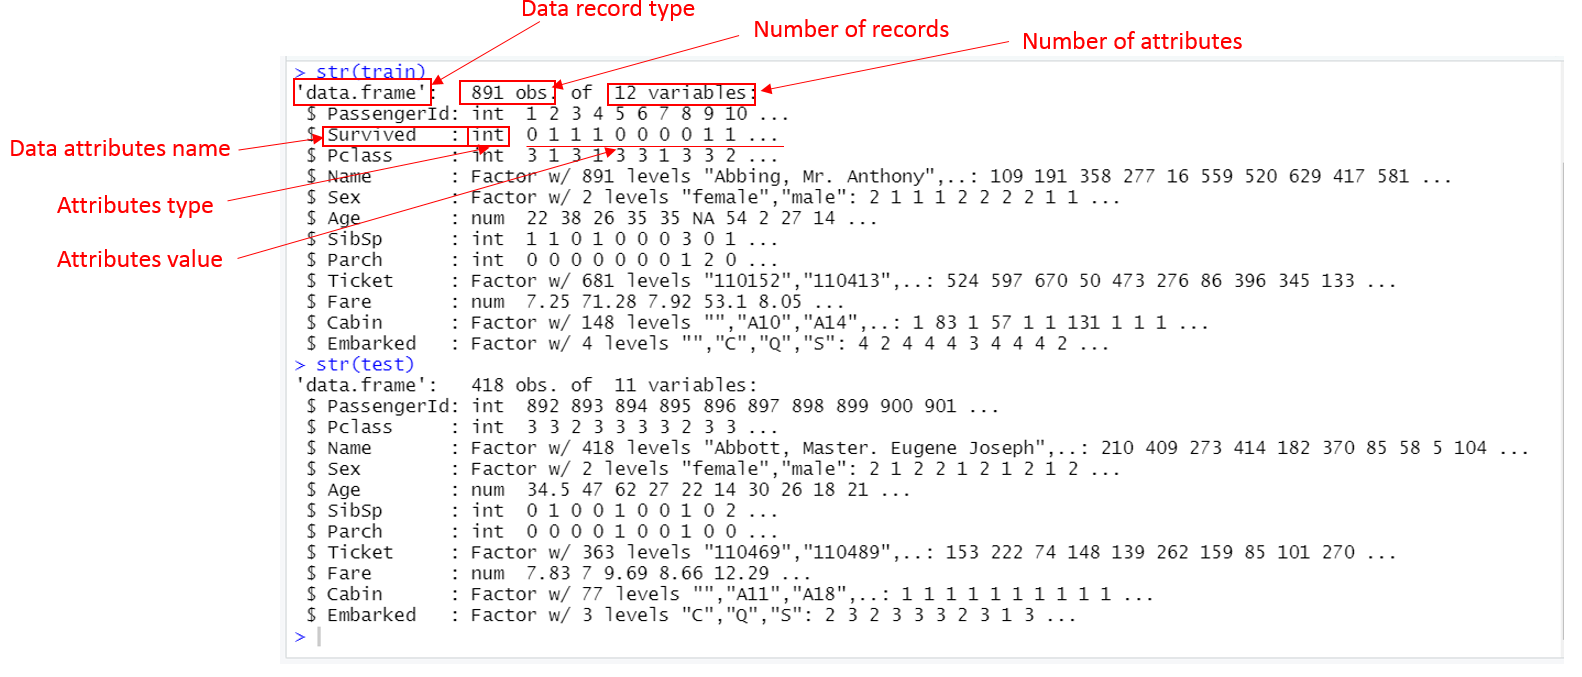 Data record type
Number of records
Number of attributes
> str(train)
'data.frame':   891 obs. of  12 variables:
 $ PassengerId: int  1 2 3 4 5 6 7 8 9 10 ...
 $ Survived   : int  0 1 1 1 0 0 0 0 1 1 ...
Data attributes name
 $ Pclass     : int  3 1 3 1 3 3 1 3 3 2 ...
 $ Name       : Factor w/ 891 levels "Abbing, Mr. Anthony",..: 109 191 358 277 16 559 520 629 417 581 ...
 $ Sex        : Factor w/ 2 levels "female","male": 2 1 1 1 2 2 2 2 1 1 ...
Attributes type
 $ Age        : num  22 38 26 35 35 NA 54 2 27 14 ...
 $ SibSp      : int  1 1 0 1 0 0 0 3 0 1 ...
Attributes value
 $ Parch      : int  0 0 0 0 0 0 0 1 2 0 ...
 $ Ticket     : Factor w/ 681 levels "110152","110413",..: 524 597 670 50 473 276 86 396 345 133 ...
 $ Fare       : num  7.25 71.28 7.92 53.1 8.05 ...
 $ Cabin      : Factor w/ 148 levels "","A10","A14",..: 1 83 1 57 1 1 131 1 1 1 ...
 $ Embarked   : Factor w/ 4 levels "","C","Q","S": 4 2 4 4 4 3 4 4 4 2 ...
> str(test)
'data.frame':   418 obs. of  11 variables:
 $ PassengerId: int  892 893 894 895 896 897 898 899 900 901 ...
 $ Pclass     : int  3 3 2 3 3 3 3 2 3 3 ...
 $ Name       : Factor w/ 418 levels "Abbott, Master. Eugene Joseph",..: 210 409 273 414 182 370 85 58 5 104 ...
 $ Sex        : Factor w/ 2 levels "female","male": 2 1 2 2 1 2 1 2 1 2 ...
 $ Age        : num  34.5 47 62 27 22 14 30 26 18 21 ...
 $ SibSp      : int  0 1 0 0 1 0 0 1 0 2 ...
 $ Parch      : int  0 0 0 0 1 0 0 1 0 0 ...
 $ Ticket     : Factor w/ 363 levels "110469","110489",..: 153 222 74 148 139 262 159 85 101 270 ...
 $ Fare       : num  7.83 7 9.69 8.66 12.29 ...
 $ Cabin      : Factor w/ 77 levels "","A11","A18",..: 1 1 1 1 1 1 1 1 1 1 ...
 $ Embarked   : Factor w/ 3 levels "C","Q","S": 2 3 2 3 3 3 2 3 1 3 ...
>